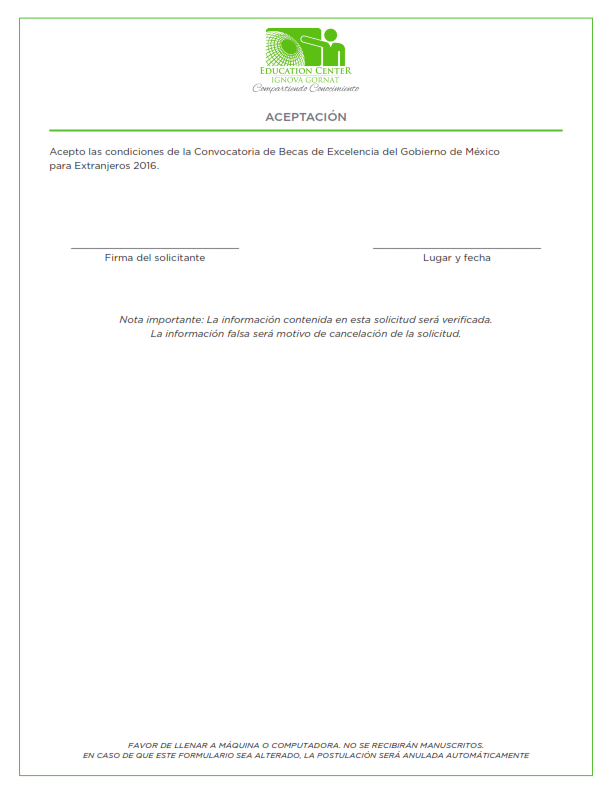 EDUCATION CENTER
IGNOVA GORNAT
Compartiendo Conocimiento
ACEPTACIÓN
Acepto las condiciones de la Convocatoria de Becas de Excelencia del Gobierno de México
para Extranjeros 2016.
Firma del solicitante
Lugar y fecha
Nota importante: La información contenida en esta solicitud será verificada.
La información falsa será motivo de cancelación de la solicitud.
FAVOR DE LLENAR A MÁQUINA O COMPUTADORA. NO SE RECIBIRÁN MANUSCRITOS.
EN CASO DE QUE ESTE FORMULARIO SEA ALTERADO, LA POSTULACIÓN SERÁ ANULADA AUTOMÁTICAMENTE